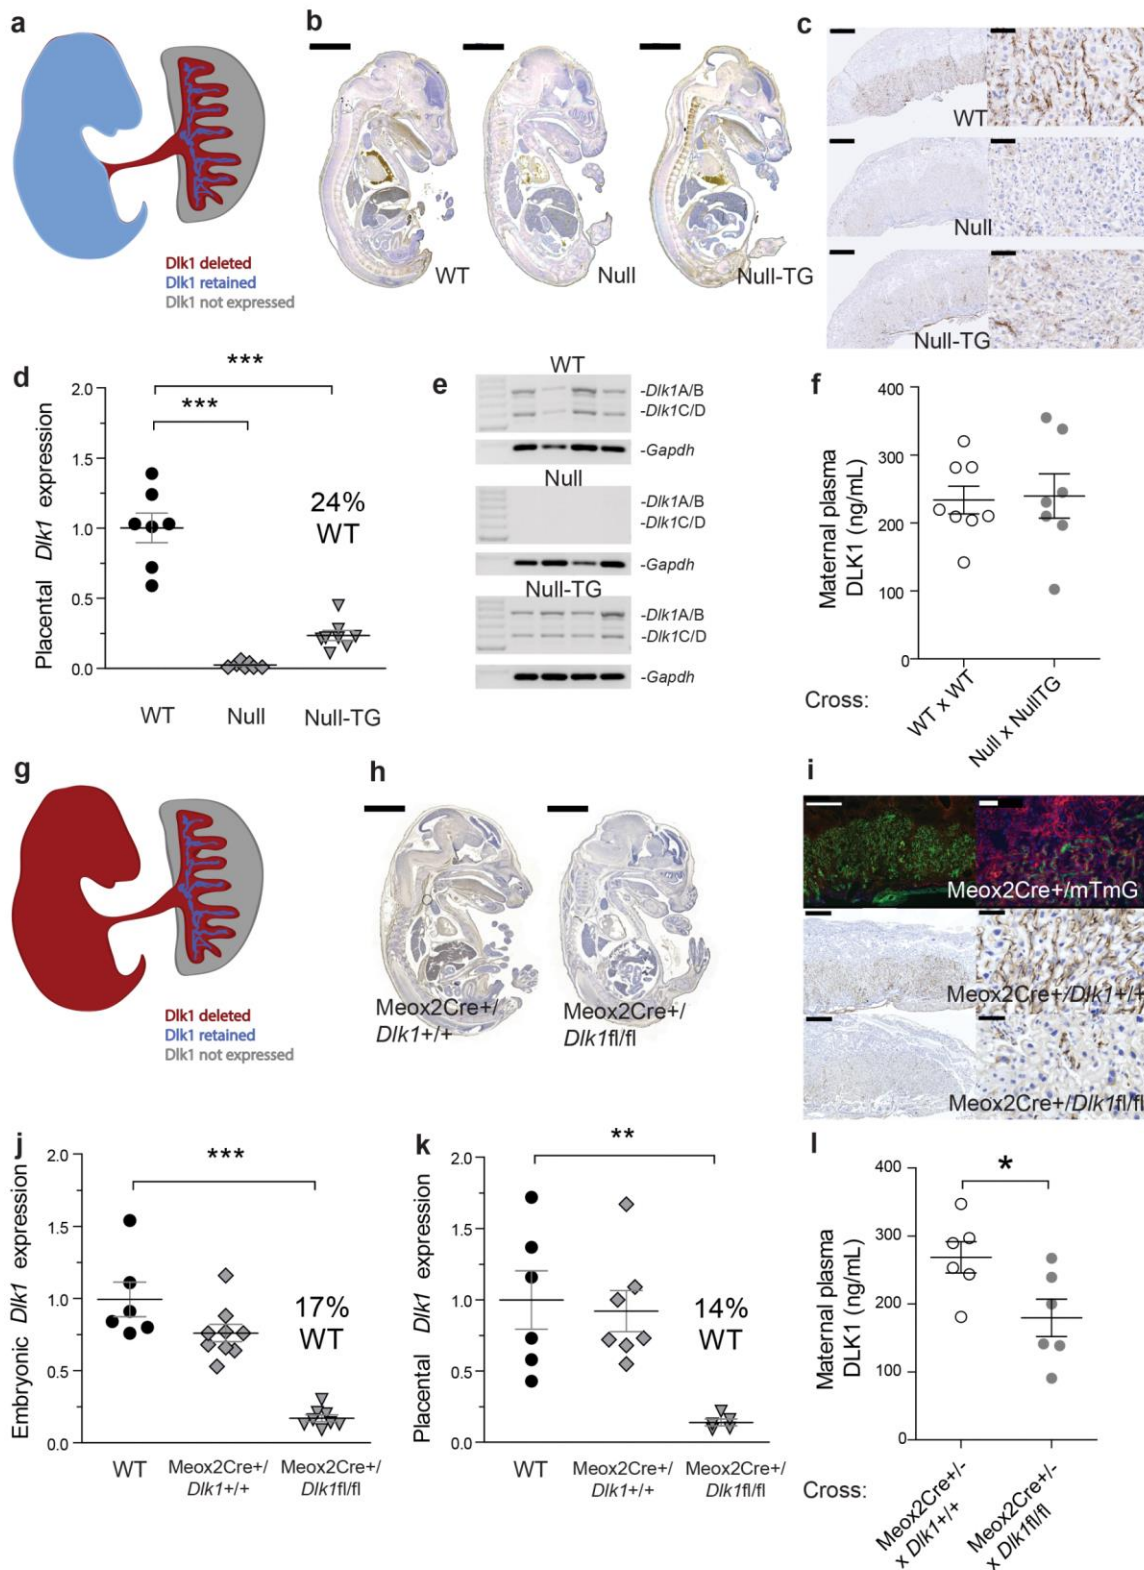 a
Dlk1 deleted
Dlk1 retained
Dlk1 not expressed
b
WT
Null
Null-TG
c
WT
Null
Null-TG
d
Placental Dlk1 expression
2.0
1.5
1.0
0.5
0.0
***
***
24%
WT
WT
Null
Null-TG
e
WT
-Dlk1A/B
-Dlk1C/D
-Gapdh
Null
-Dlk1A/B
-Dlk1C/D
-Gapdh
Null-TG
-Dlk1A/B
-Dlk1C/D
-Gapdh
f
Maternal plasma
DLK1 (ng/mL)
400
300
200
100
0
Cross:
WT x WT
Null x NullTG
g
Dlk1 deleted
Dlk1 retained
Dlk1 not expressed
h
Meox2Cre+/
Dlk1+/+
Meox2Cre+/
Dlk1fl/fl
i
Meox2Cre+/mTmG
Meox2Cre+/Dlk1+/+
Meox2Cre+/Dlk1fl/fl
j
Embryonic Dlk1 expression
2.0
1.5
1.0
0.5
0.0
***
17%
WT
WT
Meox2Cre+/
Dlk1+/+
Meox2Cre+/
Dlk1fl/fl
k
Placental Dlk1 expression
2.0
1.5
1.0
0.5
0.0
**
14%
WT
WT
Meox2Cre+/
Dlk1+/+
Meox2Cre+/
Dlk1fl/fl
l
Maternal plasma
DLK1 (ng/mL)
400
300
200
100
0
*
Cross:
Meox2Cre+/-
x Dlk1+/+
Meox2Cre+/-
x Dlk1fl/fl